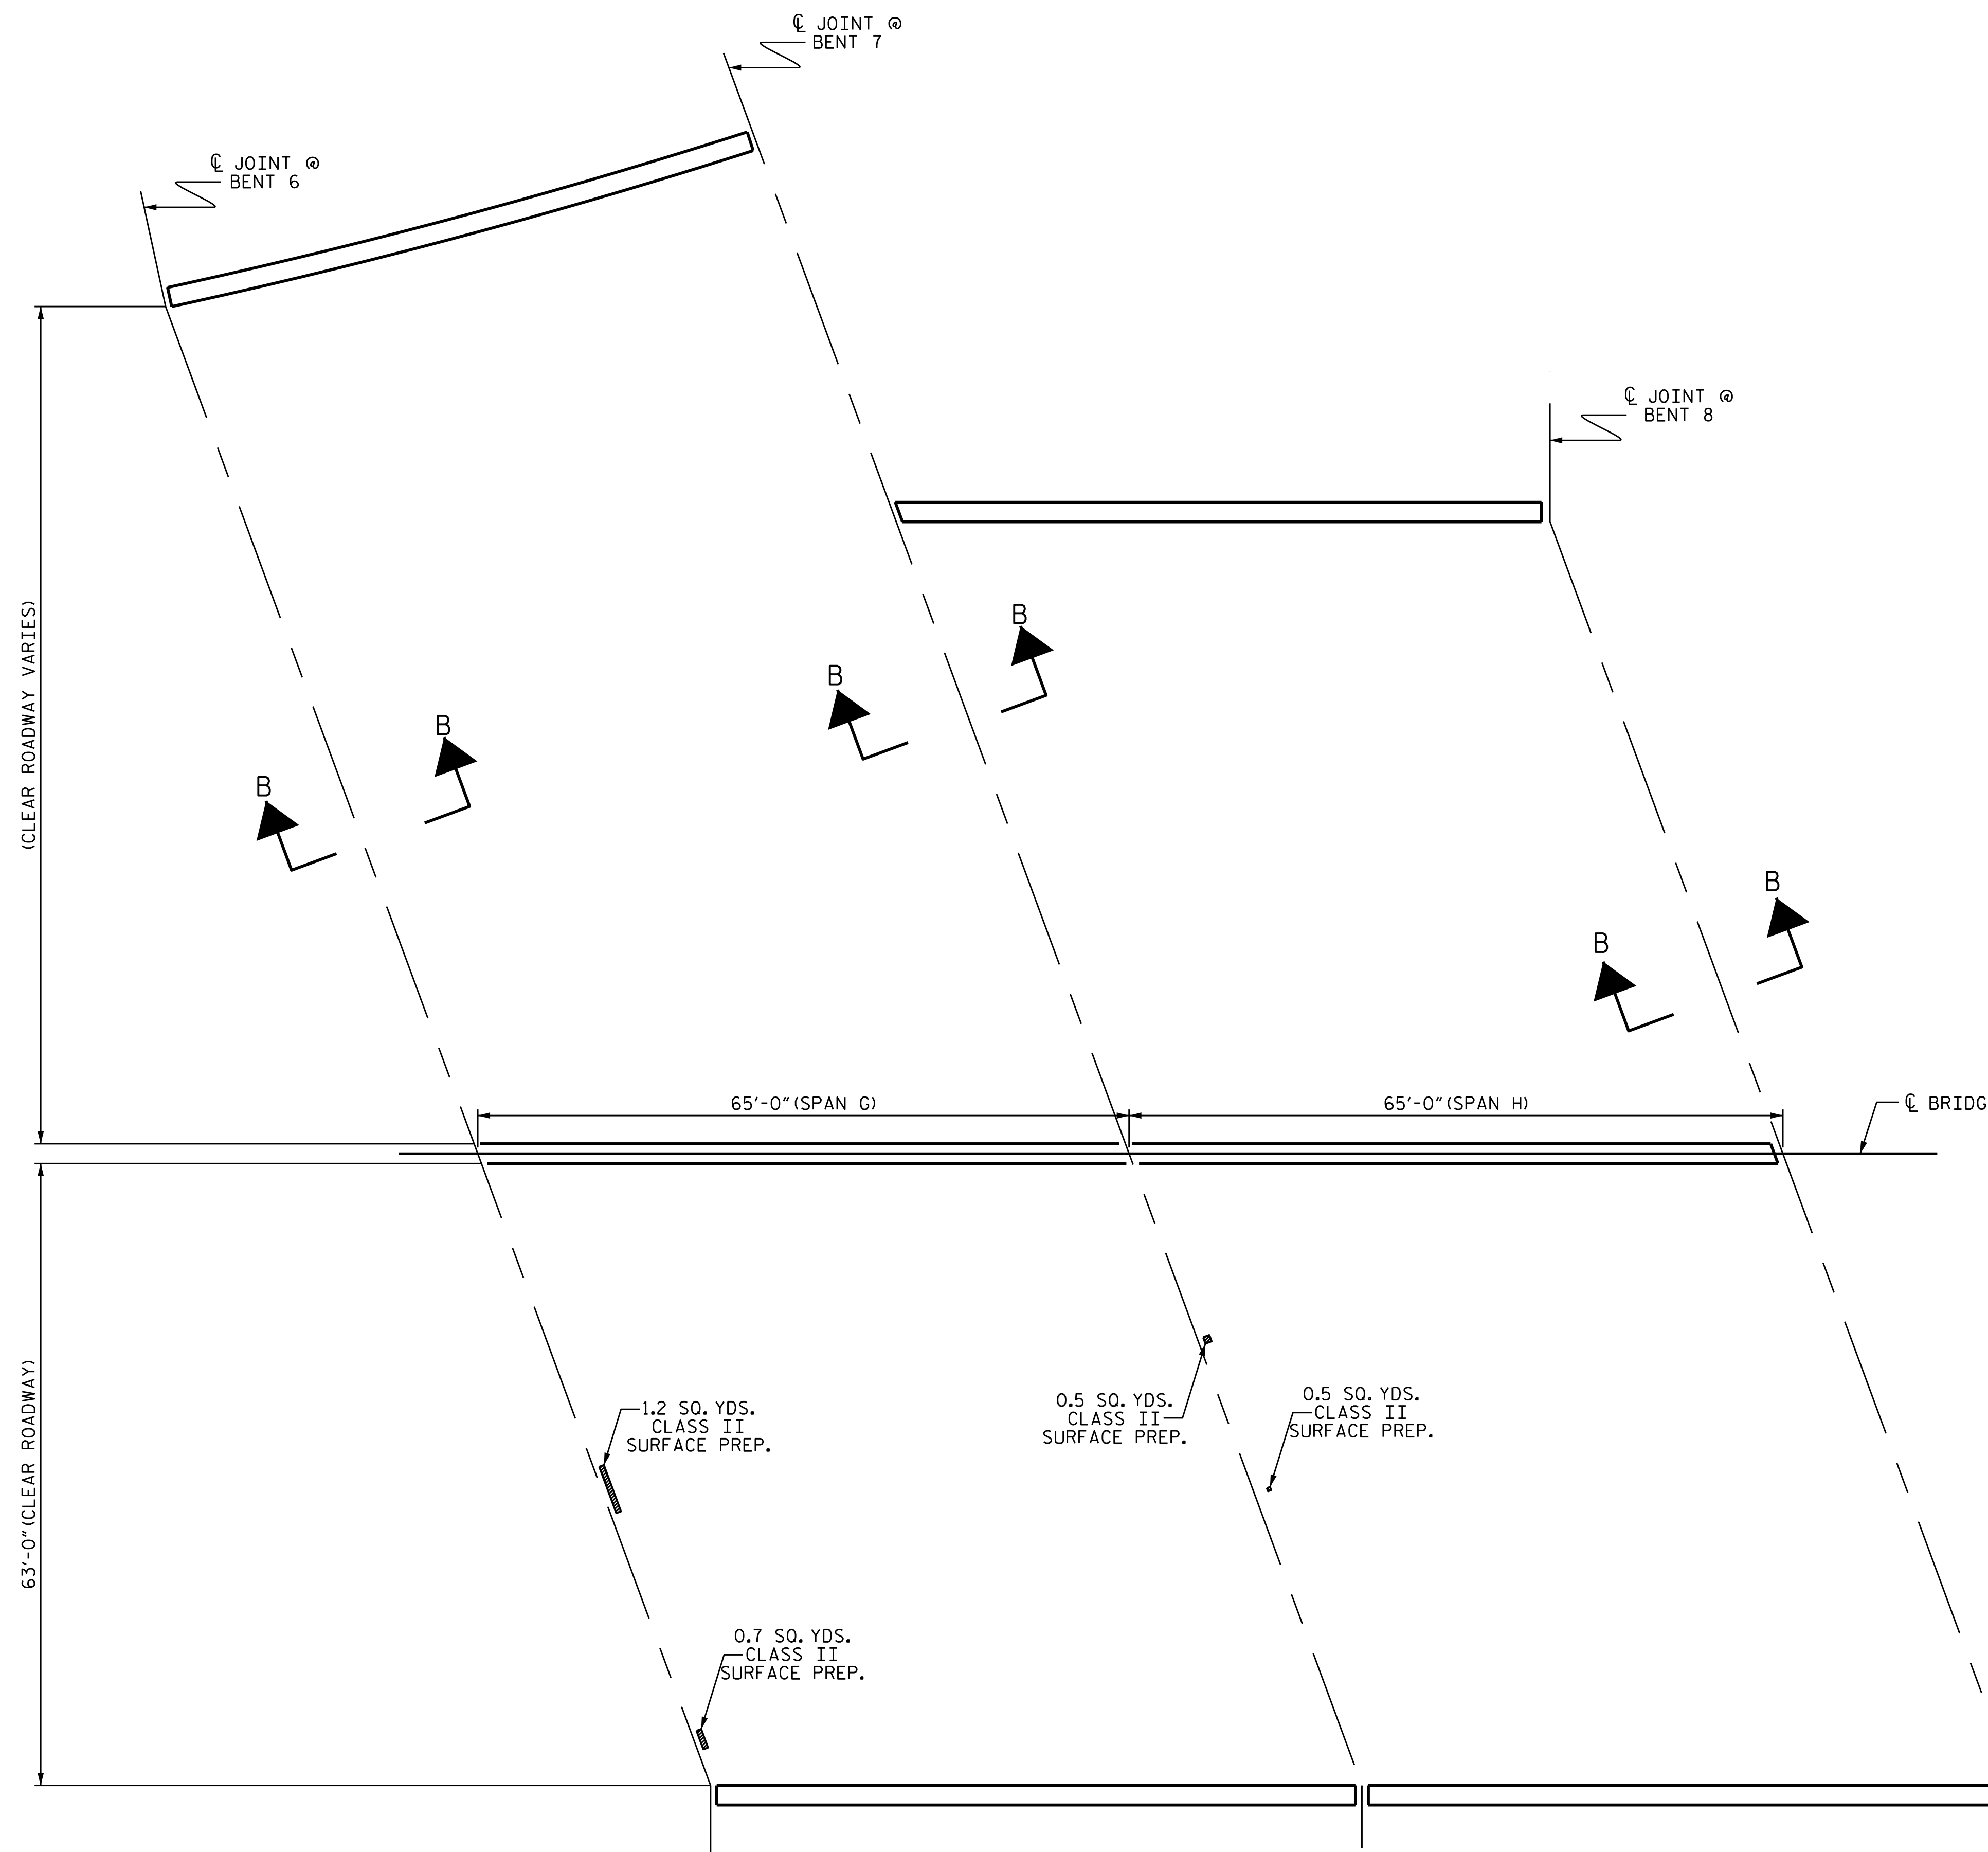 ℄ JOINT @
BENT 7
℄ JOINT @
BENT 6
℄ JOINT @
BENT 8
B
B
B
B
B
B
(CLEAR ROADWAY VARIES)
65'-0" (SPAN G)
65'-0" (SPAN H)
℄ BRIDG
63'-0" (CLEAR ROADWAY)
1.2 SQ. YDS.
CLASS II
SURFACE PREP.
0.5 SQ. YDS.
CLASS II
SURFACE PREP.
0.5 SQ. YDS.
CLASS II
SURFACE PREP.
0.7 SQ. YDS.
CLASS II
SURFACE PREP.